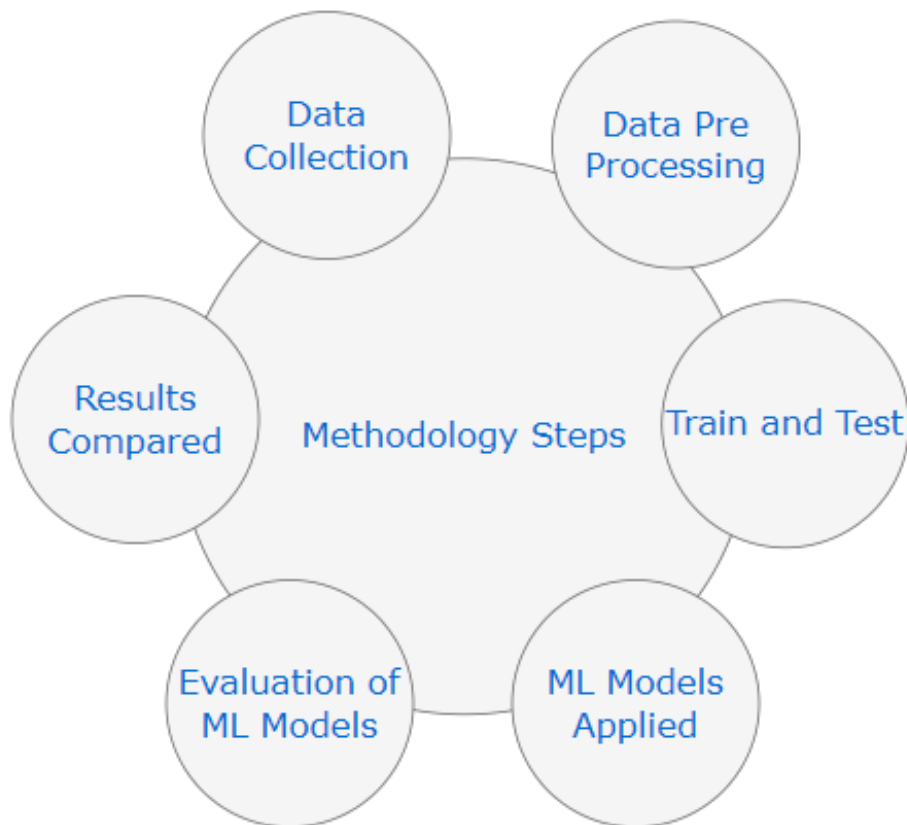 Data
Collection
Data Pre
Processing
Results
Compared
Methodology Steps
Train and Test
Evaluation of
ML Models
ML Models
Applied